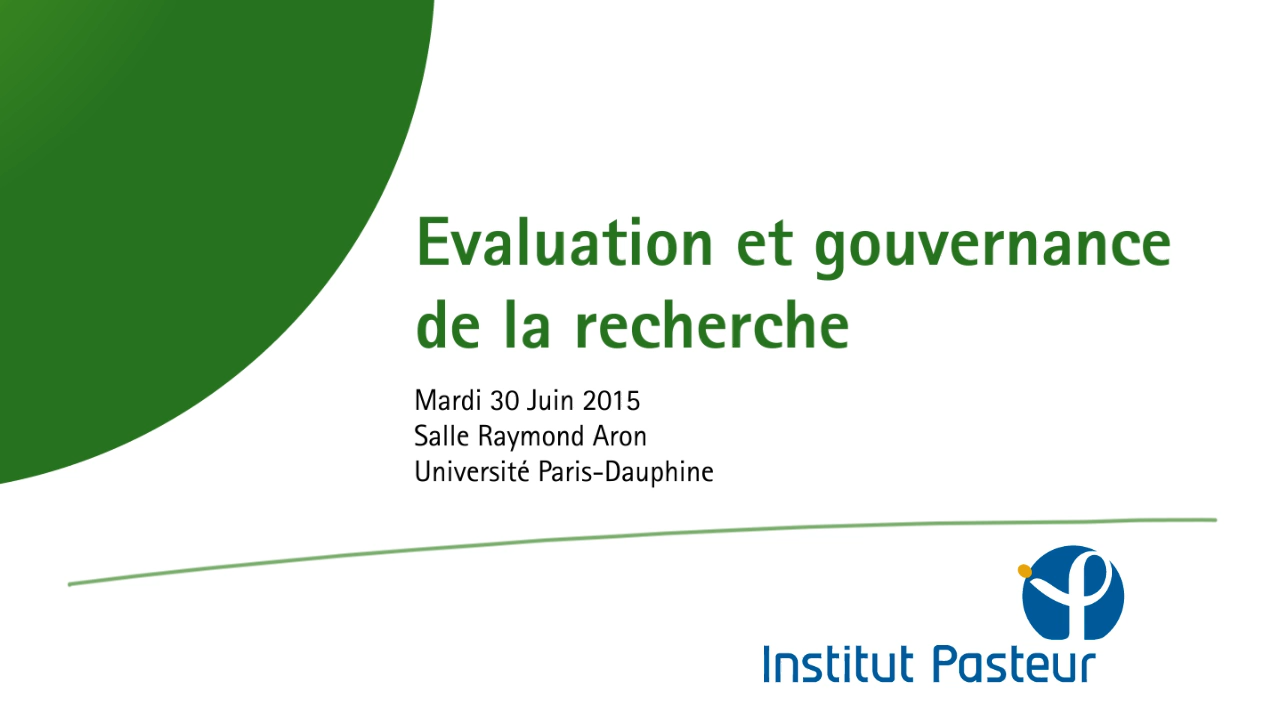 Evaluation et gouvernance
de la recherche
Mardi 30 Juin 2015
Salle Raymond Aron
Université Paris-Dauphine
Institut Pasteur